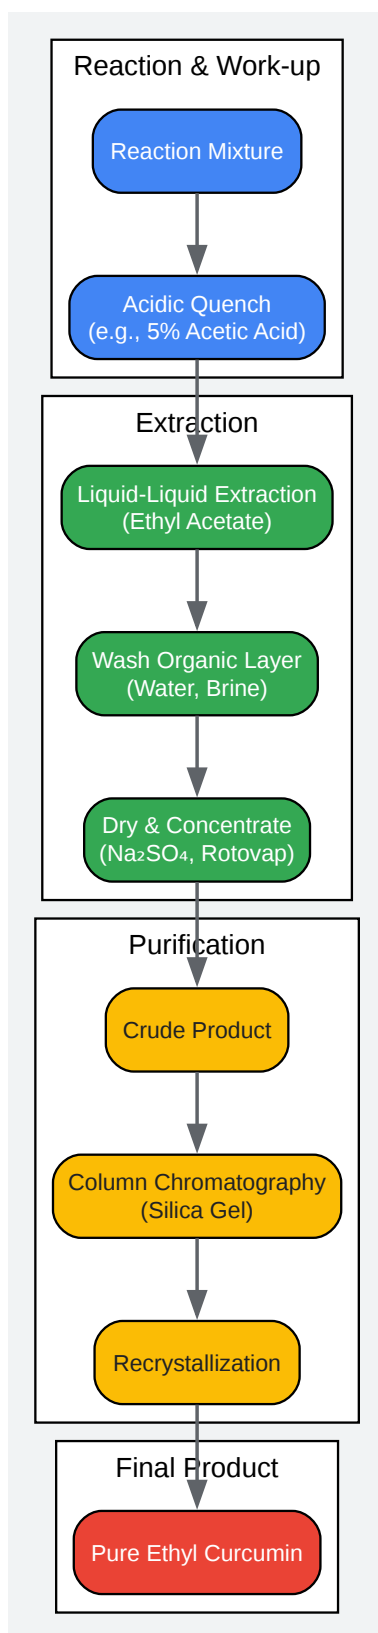 Reaction & Work-up
Reaction Mixture
Acidic Quench
(e.g., 5% Acetic Acid)
Extraction
Liquid-Liquid Extraction
(Ethyl Acetate)
Wash Organic Layer
(Water, Brine)
Dry & Concentrate
(Na₂SO₄, Rotovap)
Purification
Crude Product
Column Chromatography
(Silica Gel)
Recrystallization
Final Product
Pure Ethyl Curcumin